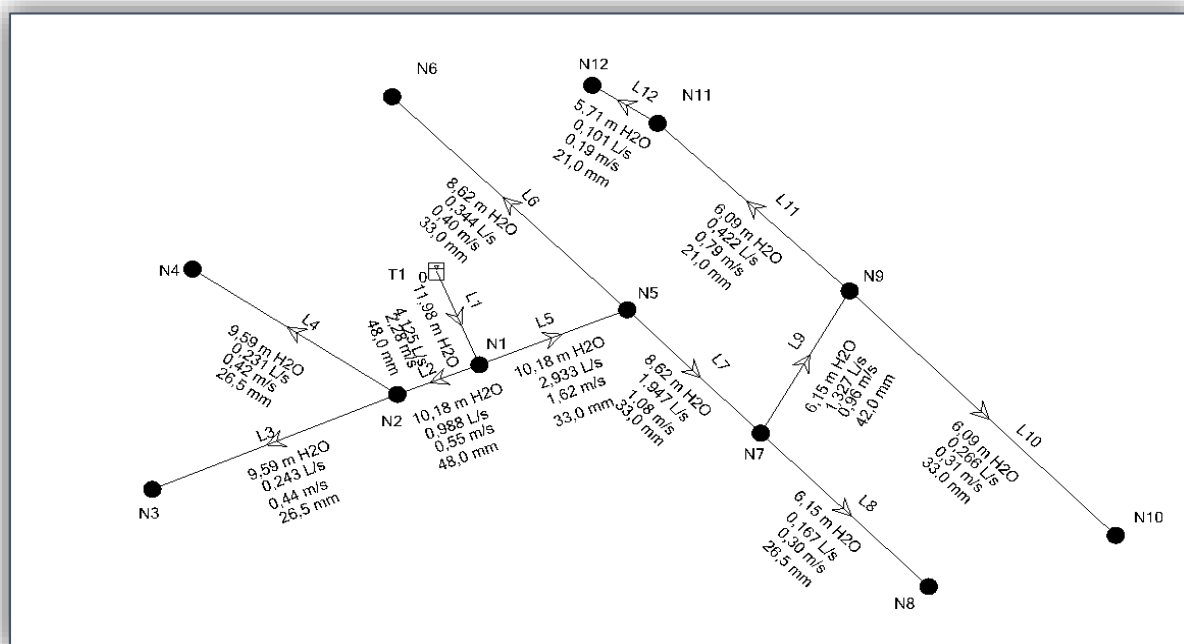 N6
N12
L12
N11
5,71 m H2O
0,101 L/s
0,19 m/s
21,0 mm
L6
8,62 m H2O
0,344 L/s
0,40 m/s
33,0 mm
L11
6,09 m H2O
0,422 L/s
0,79 m/s
21,0 mm
N4
T1
0
L1
11,98 m H2O
4,125 L/s
2,28 m/s
48,0 mm
N9
N5
L4
9,59 m H2O
0,231 L/s
0,42 m/s
26,5 mm
N1
L5
10,18 m H2O
2,933 L/s
1,62 m/s
33,0 mm
L2
10,18 m H2O
0,988 L/s
0,55 m/s
48,0 mm
N2
L7
8,62 m H2O
1,947 L/s
1,08 m/s
33,0 mm
L9
6,15 m H2O
1,327 L/s
0,96 m/s
42,0 mm
L3
9,59 m H2O
0,243 L/s
0,44 m/s
26,5 mm
N3
N7
L10
6,09 m H2O
0,266 L/s
0,31 m/s
33,0 mm
N10
L8
6,15 m H2O
0,167 L/s
0,30 m/s
26,5 mm
N8